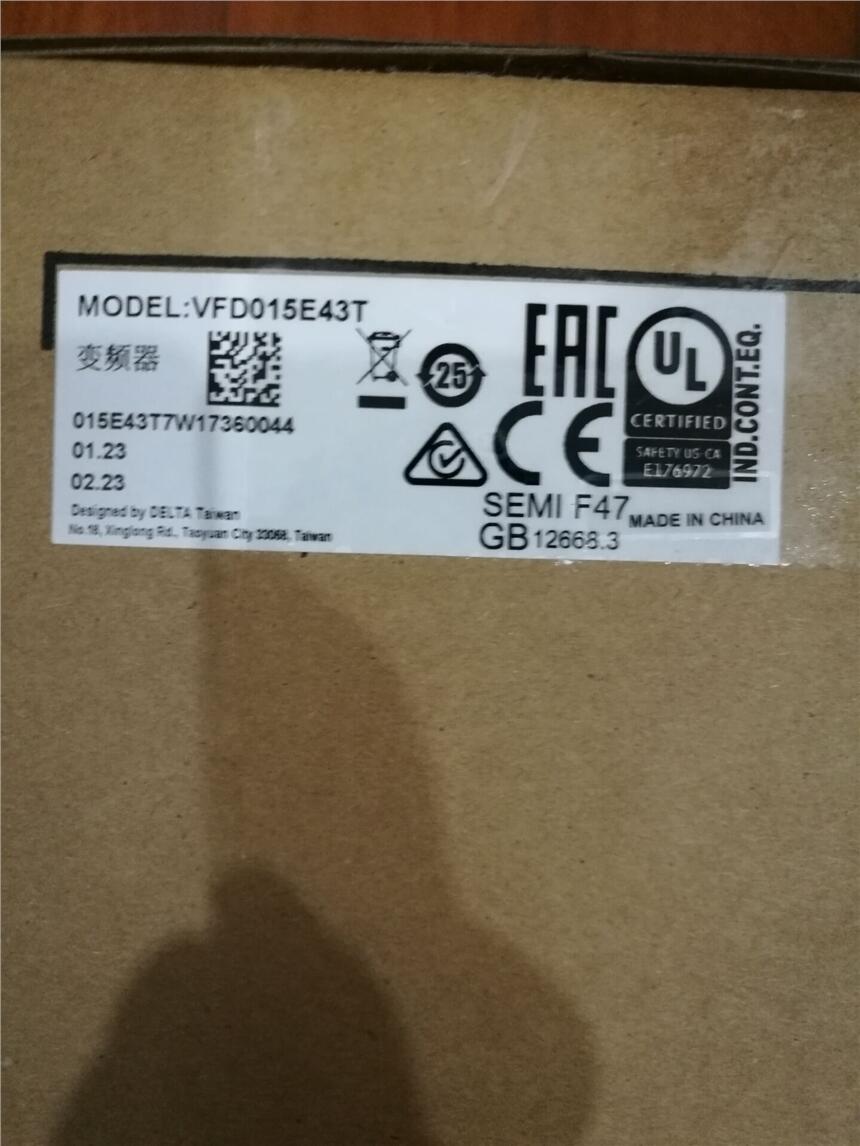 MODEL:VFD015E43T
变频器
015E43T7W17360044
01.23
02.23
Designed by DELTA Taiwan
No.18, Xinglong Rd., Taoyuan City 33068, Taiwan
25
EAC
CE
UL
CERTIFIED
SAFETY US-CA
E176972
IND.CONT.EQ.
SEMI F47
MADE IN CHINA
GB 12668.3